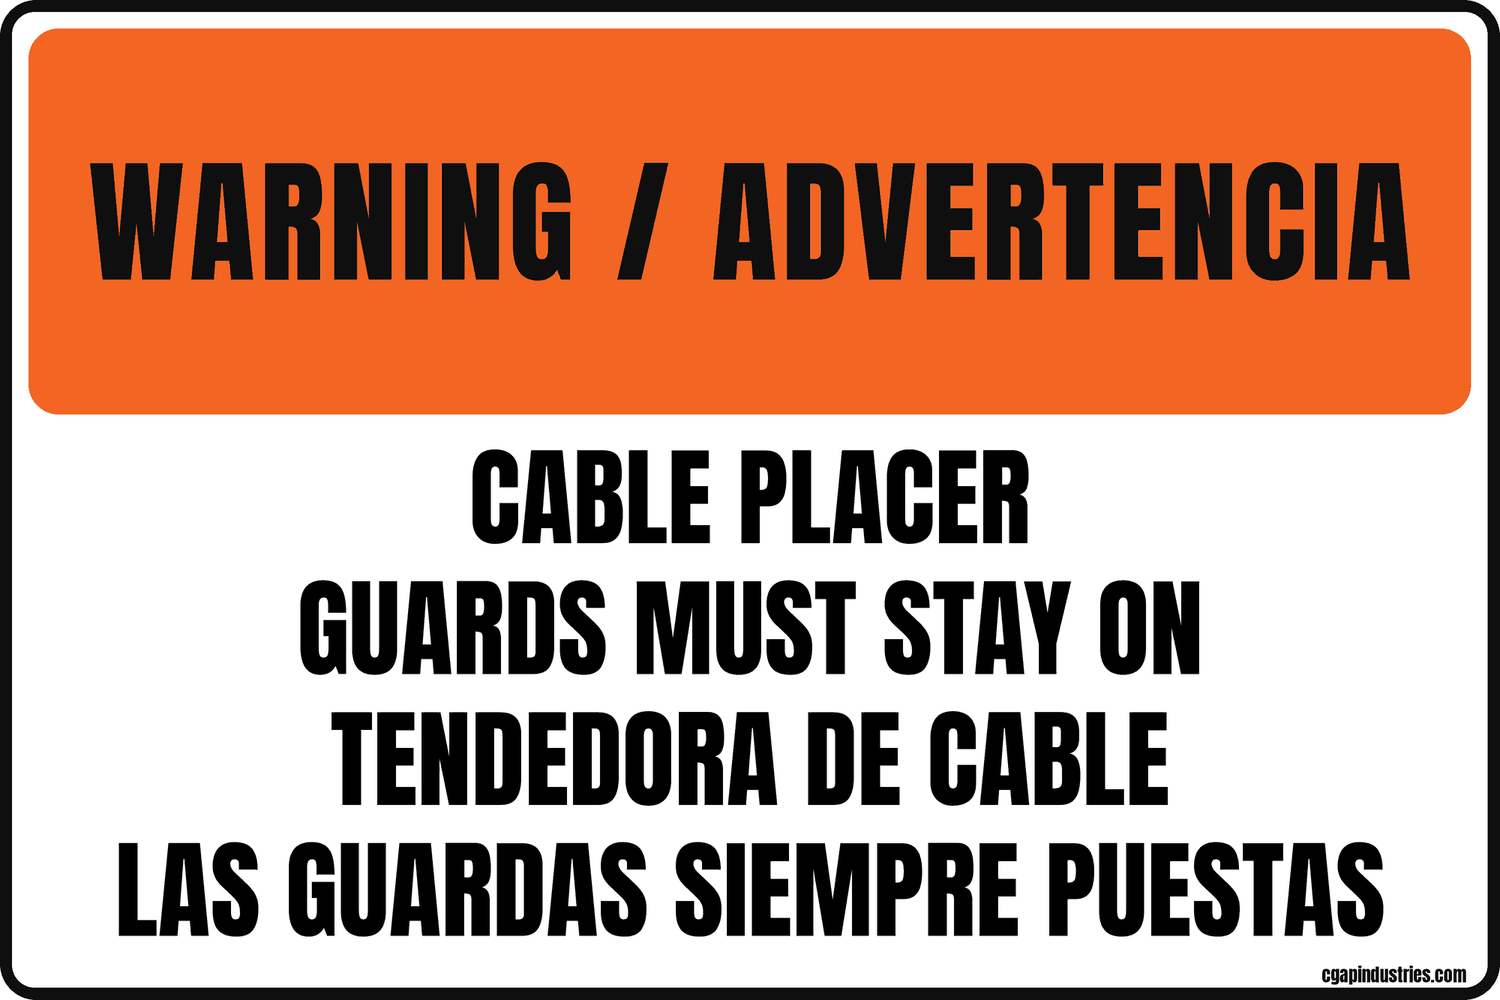 WARNING / ADVERTENCIA
CABLE PLACER
GUARDS MUST STAY ON
TENDEDORA DE CABLE
LAS GUARDAS SIEMPRE PUESTAS
cgapindustries.com